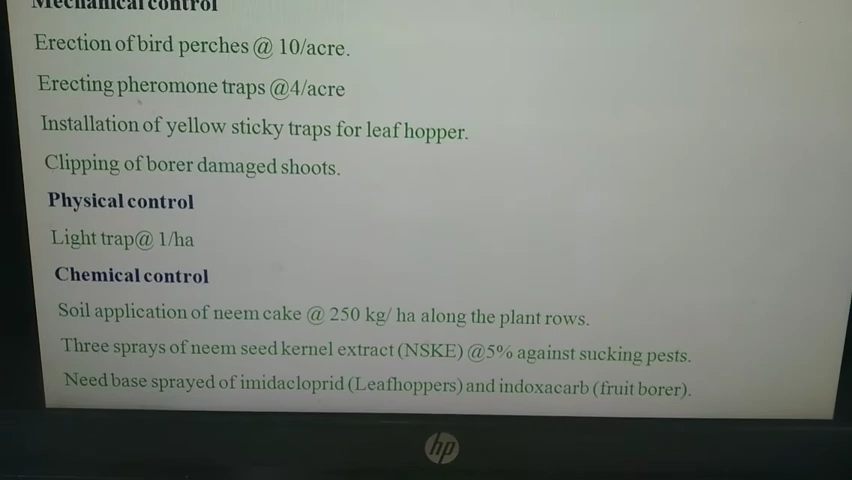 Mechanical control
Erection of bird perches @ 10/acre.
Erecting pheromone traps @4/acre
Installation of yellow sticky traps for leaf hopper.
Clipping of borer damaged shoots.
Physical control
Light trap@ 1/ha
Chemical control
Soil application of neem cake @ 250 kg/ ha along the plant rows.
Three sprays of neem seed kernel extract (NSKE) @5% against sucking pests.
Need base sprayed of imidacloprid (Leafhoppers) and indoxacarb (fruit borer).
hp